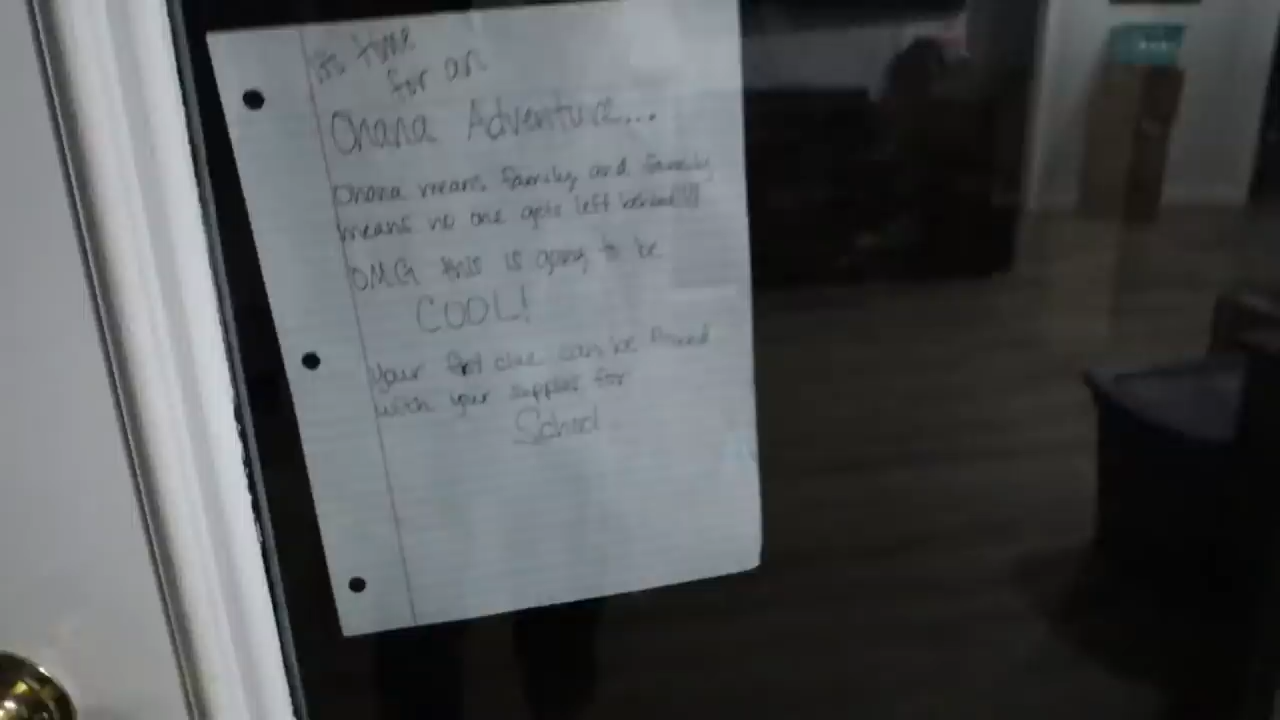 it's time
for an
Ohana Adventure...
Ohana means family and family
means no one gets left behind!!!
OMG this is going to be
COOL!
Your first clue can be found
with your supplies for
School